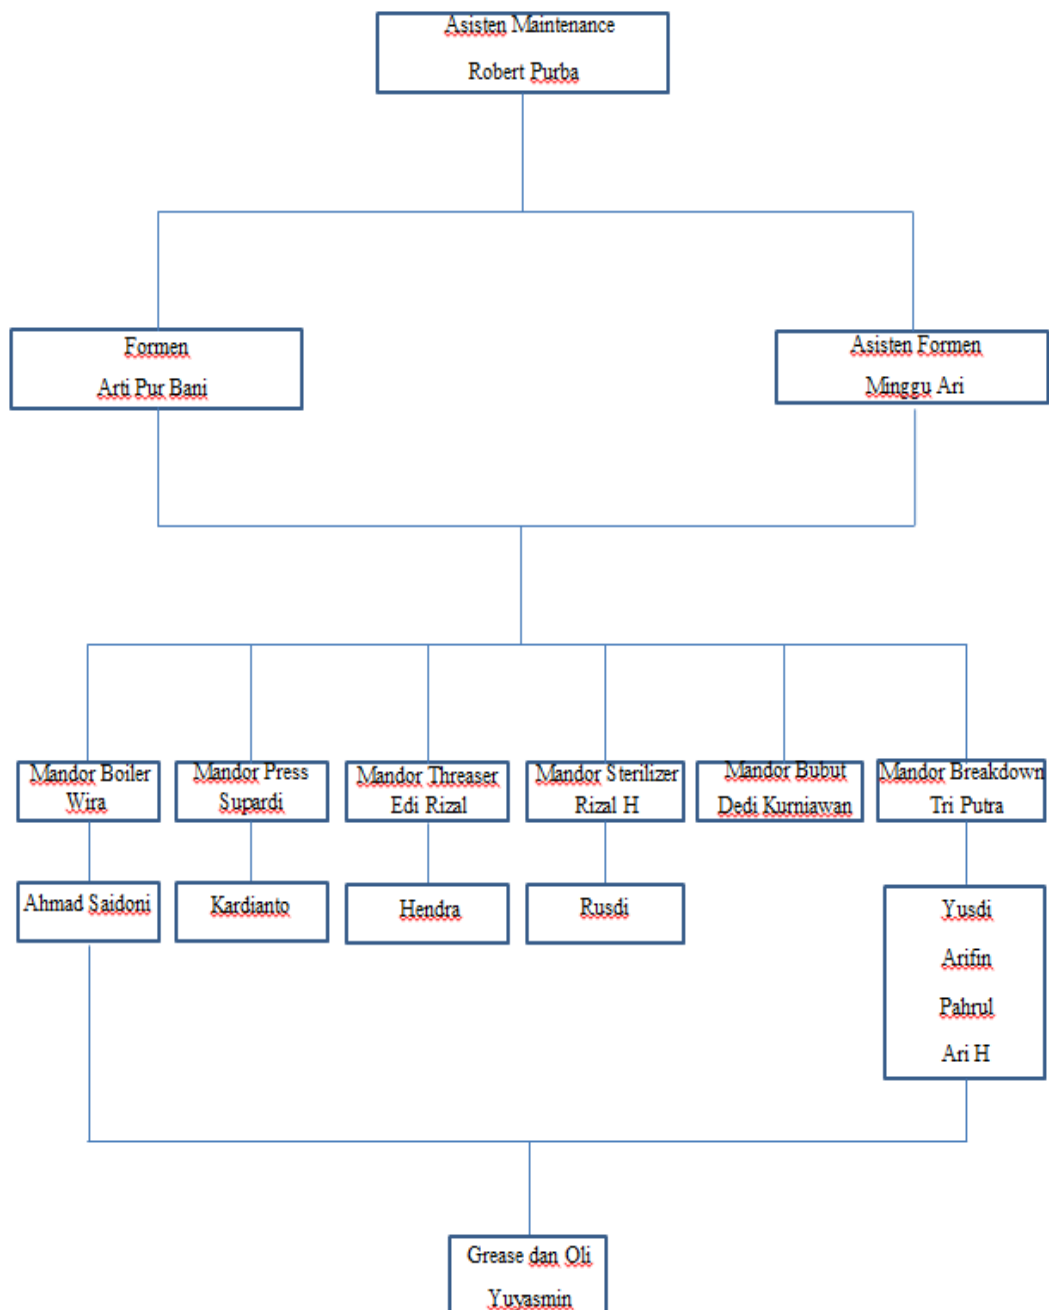 Asisten Maintenance
Robert Purba
Formen
Arti Pur Bani
Asisten Formen
Minggu Ari
Mandor Boiler
Wira
Mandor Press
Supardi
Mandor Threaser
Edi Rizal
Mandor Sterilizer
Rizal H
Mandor Bubut
Dedi Kurniawan
Mandor Breakdown
Tri Putra
Ahmad Saidoni
Kardianto
Hendra
Rusdi
Yusdi
Arifin
Pahrul
Ari H
Grease dan Oli
Yuyasmin